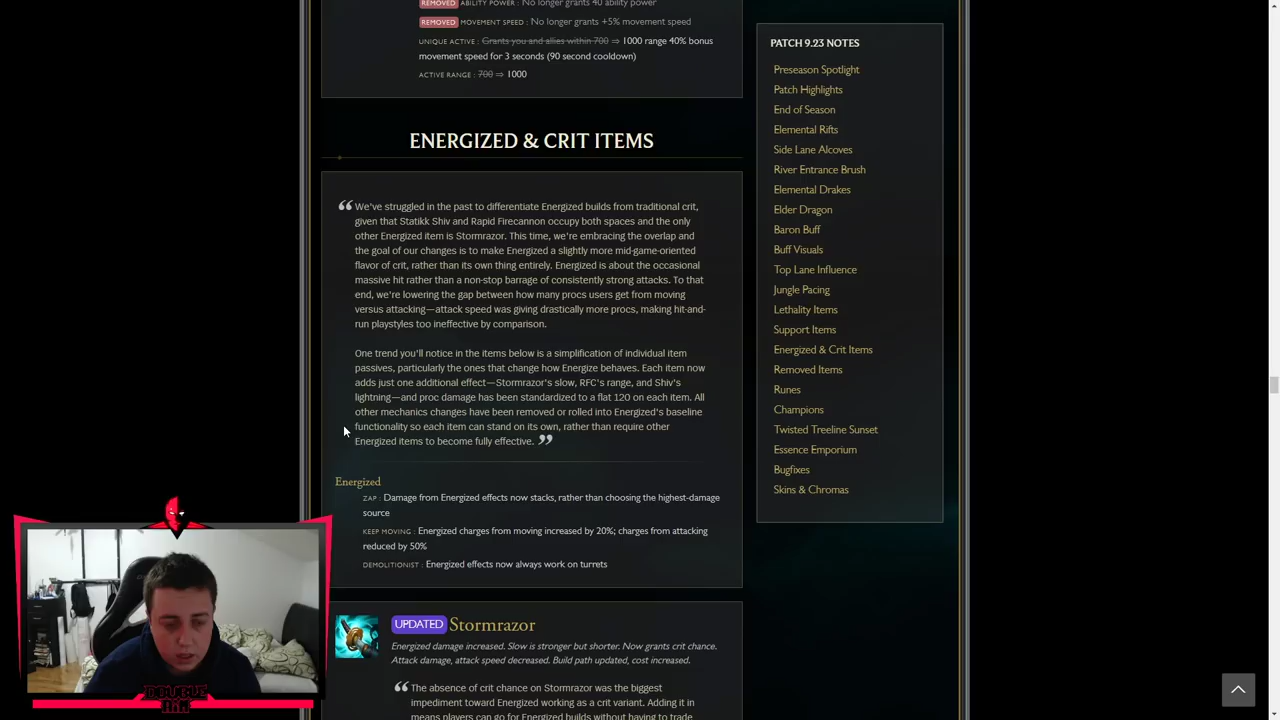 REMOVED ABILITY POWER : No longer grants 40 ability power
REMOVED MOVEMENT SPEED : No longer grants +5% movement speed
UNIQUE ACTIVE : Grants you and allies within 700 ⇒ 1000 range 40% bonus
movement speed for 3 seconds (90 second cooldown)
ACTIVE RANGE : 700 ⇒ 1000
ENERGIZED & CRIT ITEMS
“ We've struggled in the past to differentiate Energized builds from traditional crit,
given that Statikk Shiv and Rapid Firecannon occupy both spaces and the only
other Energized item is Stormrazor. This time, we're embracing the overlap and
the goal of our changes is to make Energized a slightly more mid-game-oriented
flavor of crit, rather than its own thing entirely. Energized is about the occasional
massive hit rather than a non-stop barrage of consistently strong attacks. To that
end, we're lowering the gap between how many procs users get from moving
versus attacking—attack speed was giving drastically more procs, making hit-and-
run playstyles too ineffective by comparison.
One trend you'll notice in the items below is a simplification of individual item
passives, particularly the ones that change how Energize behaves. Each item now
adds just one additional effect—Stormrazor's slow, RFC's range, and Shiv's
lightning—and proc damage has been standardized to a flat 120 on each item. All
other mechanics changes have been removed or rolled into Energized's baseline
functionality so each item can stand on its own, rather than require other
Energized items to become fully effective. ”
Energized
ZAP : Damage from Energized effects now stacks, rather than choosing the highest-damage
source
KEEP MOVING : Energized charges from moving increased by 20%; charges from attacking
reduced by 50%
DEMOLITIONIST : Energized effects now always work on turrets
UPDATED Stormrazor
Energized damage increased. Slow is stronger but shorter. Now grants crit chance.
Attack damage, attack speed decreased. Build path updated, cost increased.
“ The absence of crit chance on Stormrazor was the biggest
impediment toward Energized working as a crit variant. Adding it in
means players can go for Energized builds without having to trade
PATCH 9.23 NOTES
Preseason Spotlight
Patch Highlights
End of Season
Elemental Rifts
Side Lane Alcoves
River Entrance Brush
Elemental Drakes
Elder Dragon
Baron Buff
Buff Visuals
Top Lane Influence
Jungle Pacing
Lethality Items
Support Items
Energized & Crit Items
Removed Items
Runes
Champions
Twisted Treeline Sunset
Essence Emporium
Bugfixes
Skins & Chromas